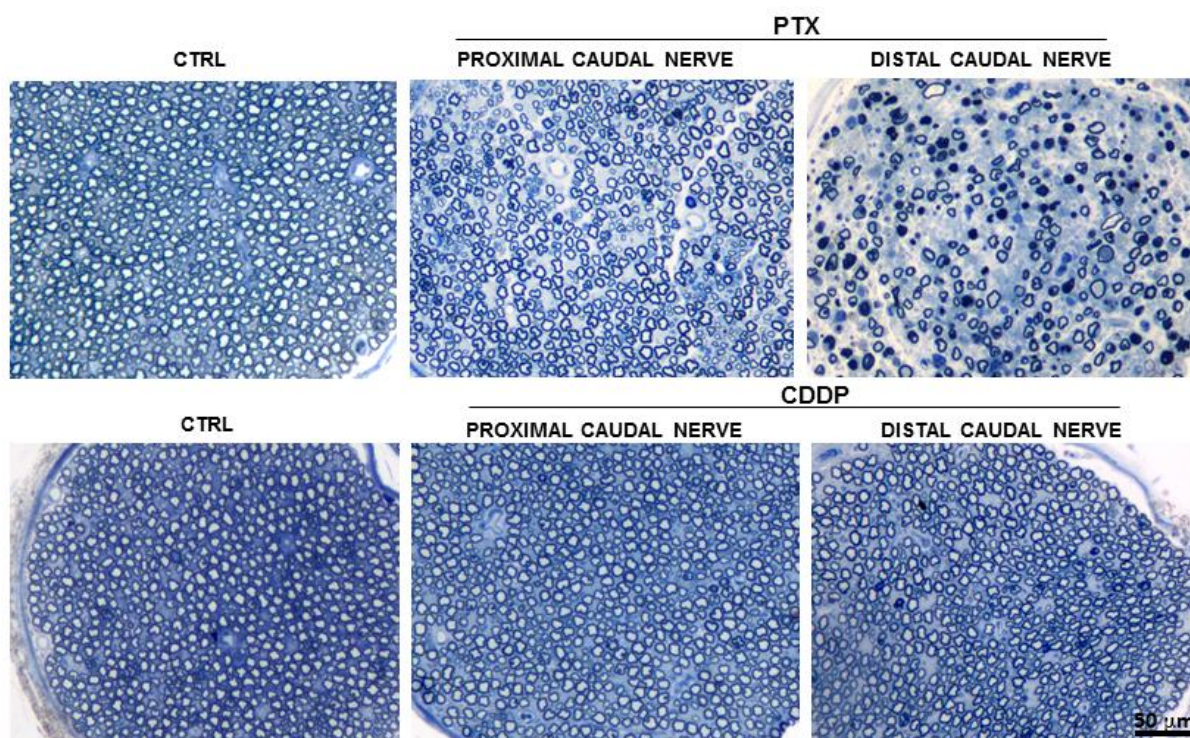 PTX
CTRL
PROXIMAL CAUDAL NERVE
DISTAL CAUDAL NERVE
CDDP
CTRL
PROXIMAL CAUDAL NERVE
DISTAL CAUDAL NERVE
50 µm